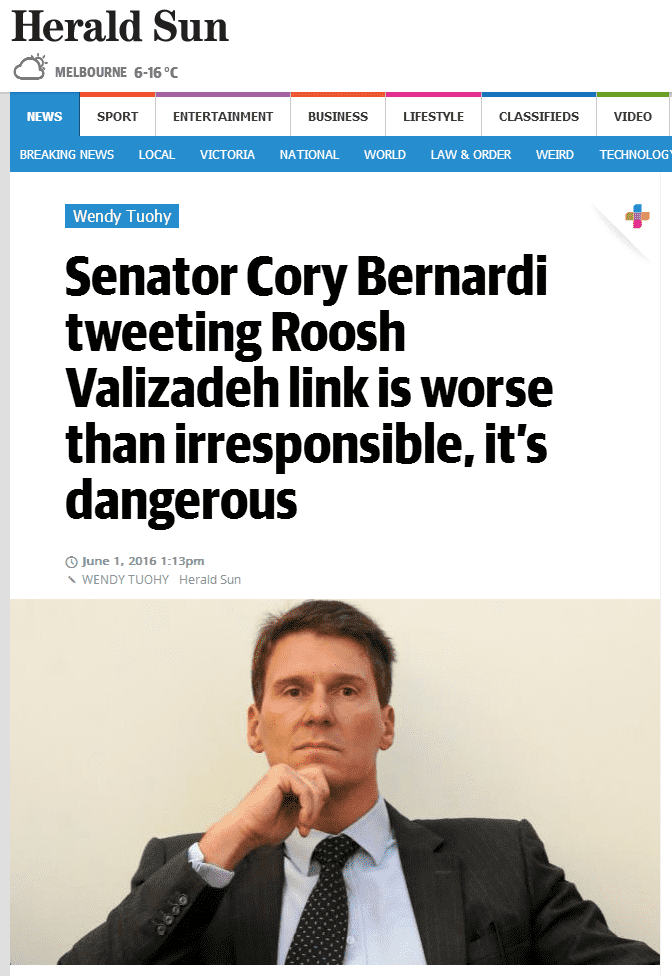 Herald Sun
MELBOURNE 6-16°C
NEWS SPORT ENTERTAINMENT BUSINESS LIFESTYLE CLASSIFIEDS VIDEO
BREAKING NEWS LOCAL VICTORIA NATIONAL WORLD LAW & ORDER WEIRD TECHNOLOGY
Wendy Tuohy
Senator Cory Bernardi
tweeting Roosh
Valizadeh link is worse
than irresponsible, it's
dangerous
June 1, 2016 1:13pm
WENDY TUOHY Herald Sun